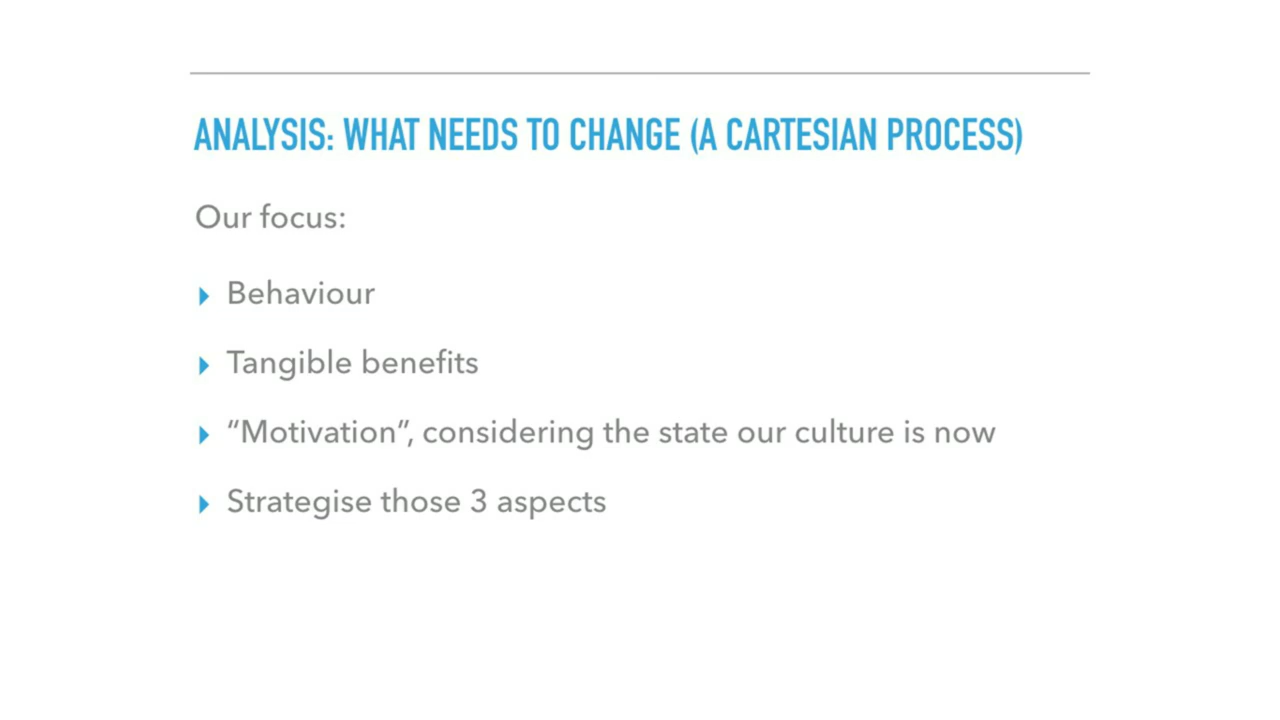 ANALYSIS: WHAT NEEDS TO CHANGE (A CARTESIAN PROCESS)
Our focus:
Behaviour
Tangible benefits
“Motivation”, considering the state our culture is now
Strategise those 3 aspects